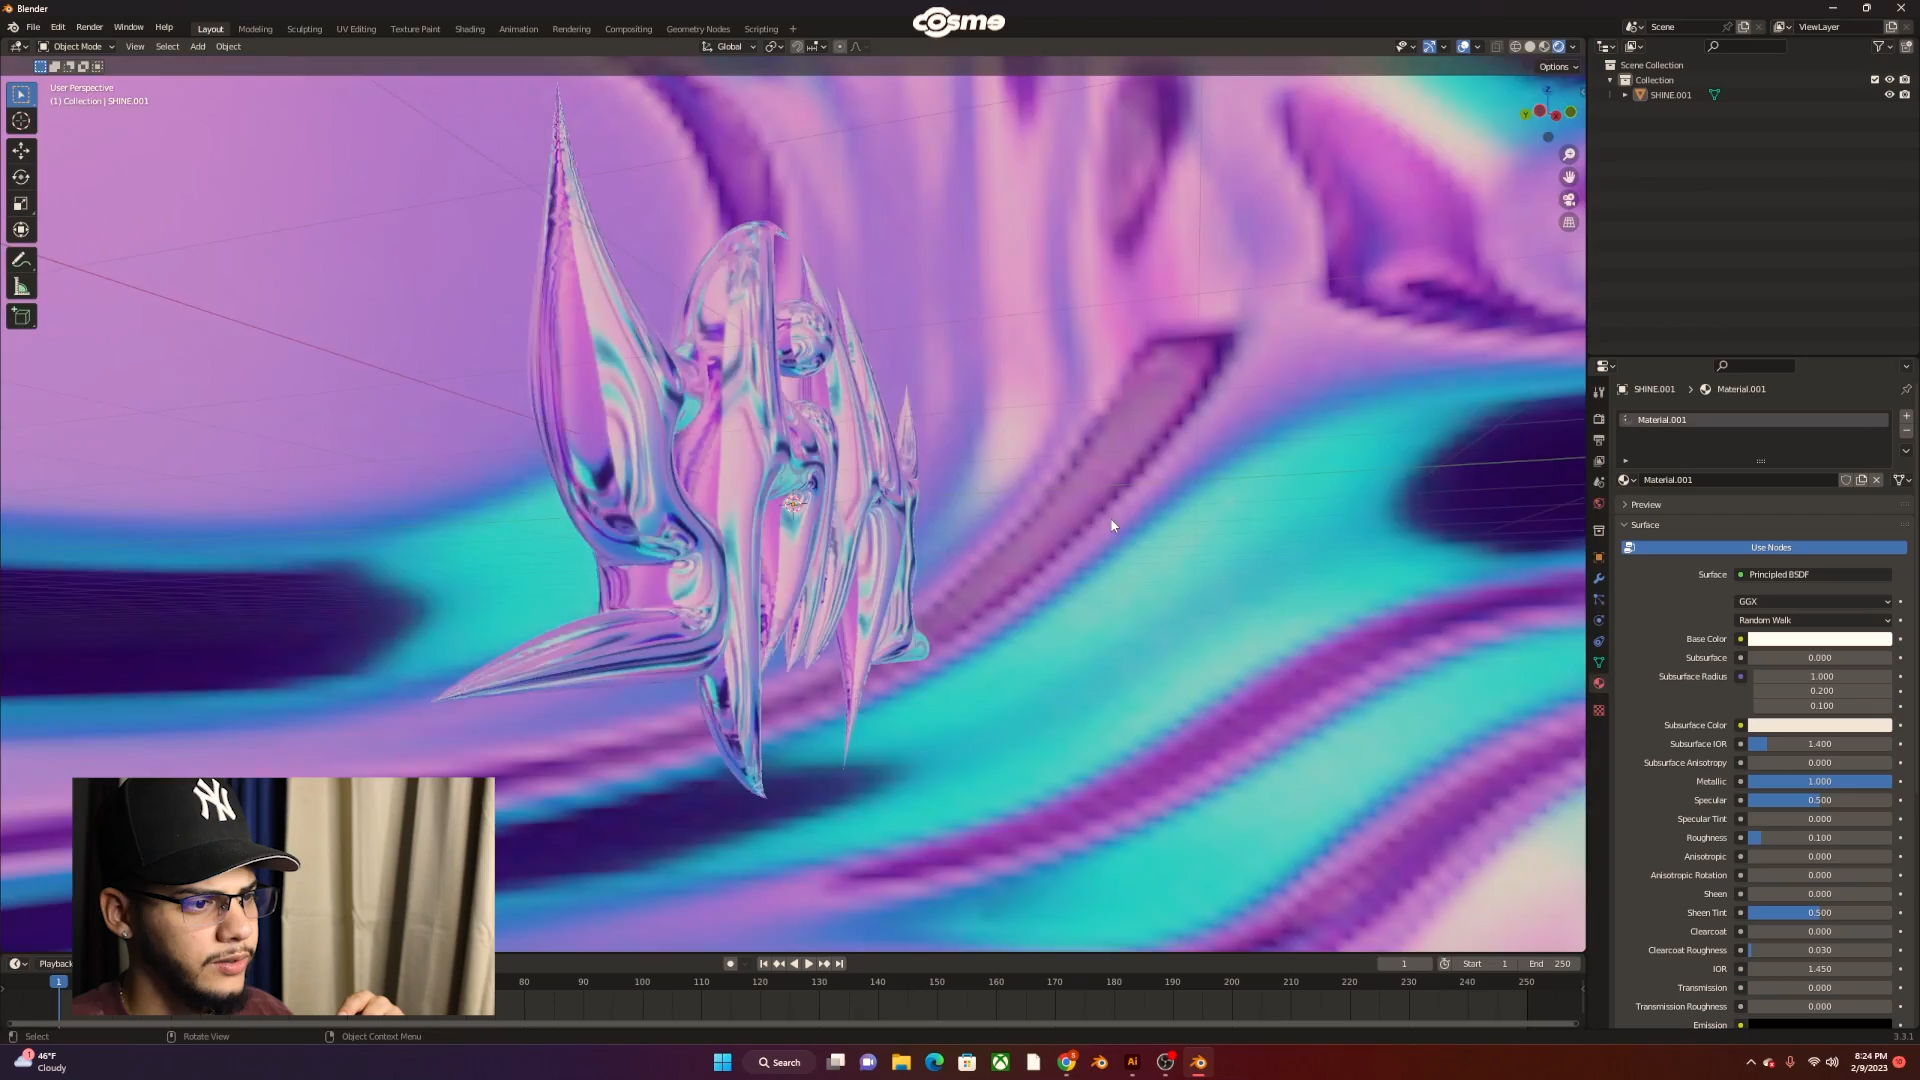 Blender
File Edit Render Window Help Layout Modeling Sculpting UV Editing Texture Paint Shading Animation Rendering Compositing Geometry Nodes Scripting + cosme Scene ViewLayer
Object Mode View Select Add Object Global
Options
User Perspective
(1) Collection | SHINE.001
Scene Collection
Collection
SHINE.001
SHINE.001 > Material.001
Material.001
Material.001
Preview
Surface
Use Nodes
Surface Principled BSDF
GGX
Random Walk
Base Color
Subsurface 0.000
Subsurface Radius 1.000
0.200
0.100
Subsurface Color
Subsurface IOR 1.400
Subsurface Anisotropy 0.000
Metallic 1.000
Specular 0.500
Specular Tint 0.000
Roughness 0.100
Anisotropic 0.000
Anisotropic Rotation 0.000
Sheen 0.000
Sheen Tint 0.500
Clearcoat 0.000
Clearcoat Roughness 0.030
IOR 1.450
Transmission 0.000
Transmission Roughness 0.000
Emission
NY
Playback 1 Start 1 End 250
1 80 90 100 110 120 130 140 150 160 170 180 190 200 210 220 230 240 250
Select Rotate View Object Context Menu 3.3.1
46°F
Cloudy
Search
Ai
8:24 PM
2/9/2023